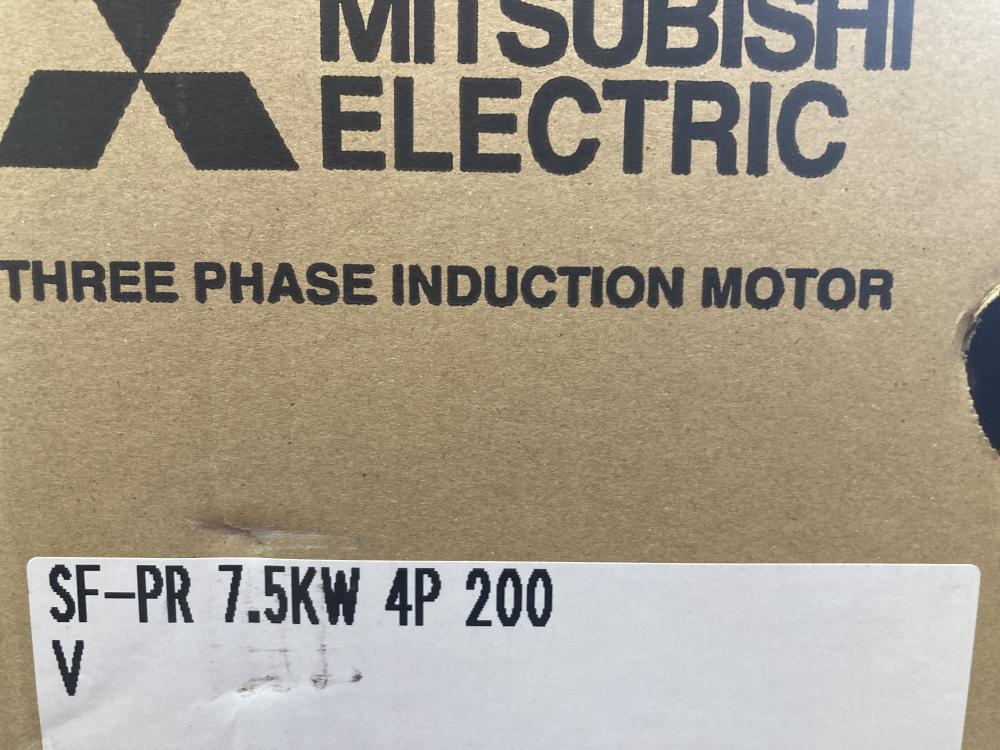 MITSUBISHI
ELECTRIC
THREE PHASE INDUCTION MOTOR
SF-PR 7.5KW 4P 200
V